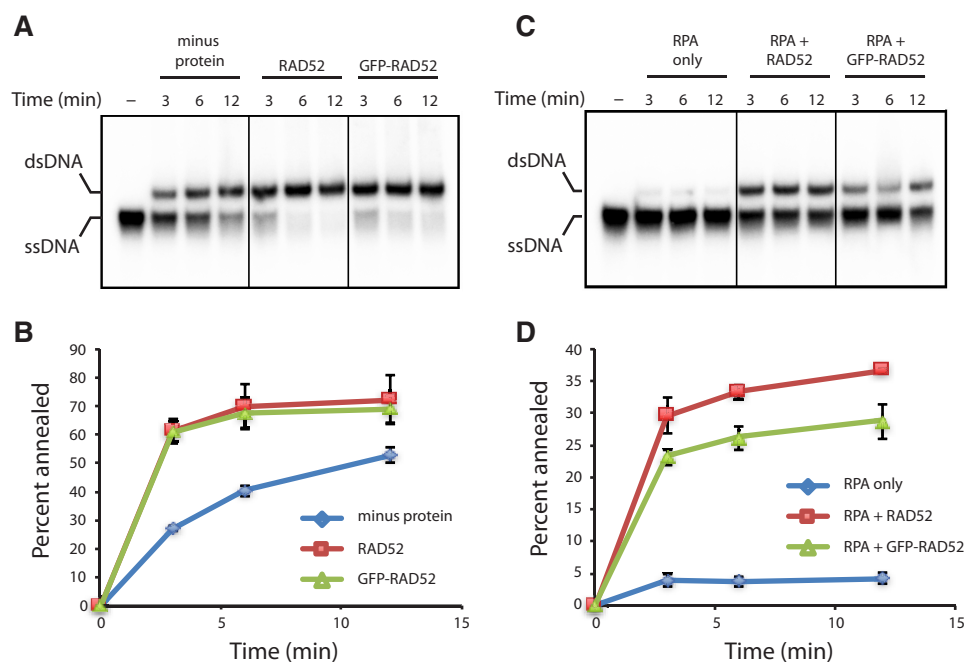 A
minus
protein
RAD52
GFP-RAD52
Time (min)
– 3 6 12 3 6 12 3 6 12
dsDNA
ssDNA
C
RPA
only
RPA +
RAD52
RPA +
GFP-RAD52
Time (min)
– 3 6 12 3 6 12 3 6 12
dsDNA
ssDNA
B
Percent annealed
90
80
70
60
50
40
30
20
10
0
0 5 10 15
Time (min)
minus protein
RAD52
GFP-RAD52
D
Percent annealed
40
35
30
25
20
15
10
5
0
0 5 10 15
Time (min)
RPA only
RPA + RAD52
RPA + GFP-RAD52